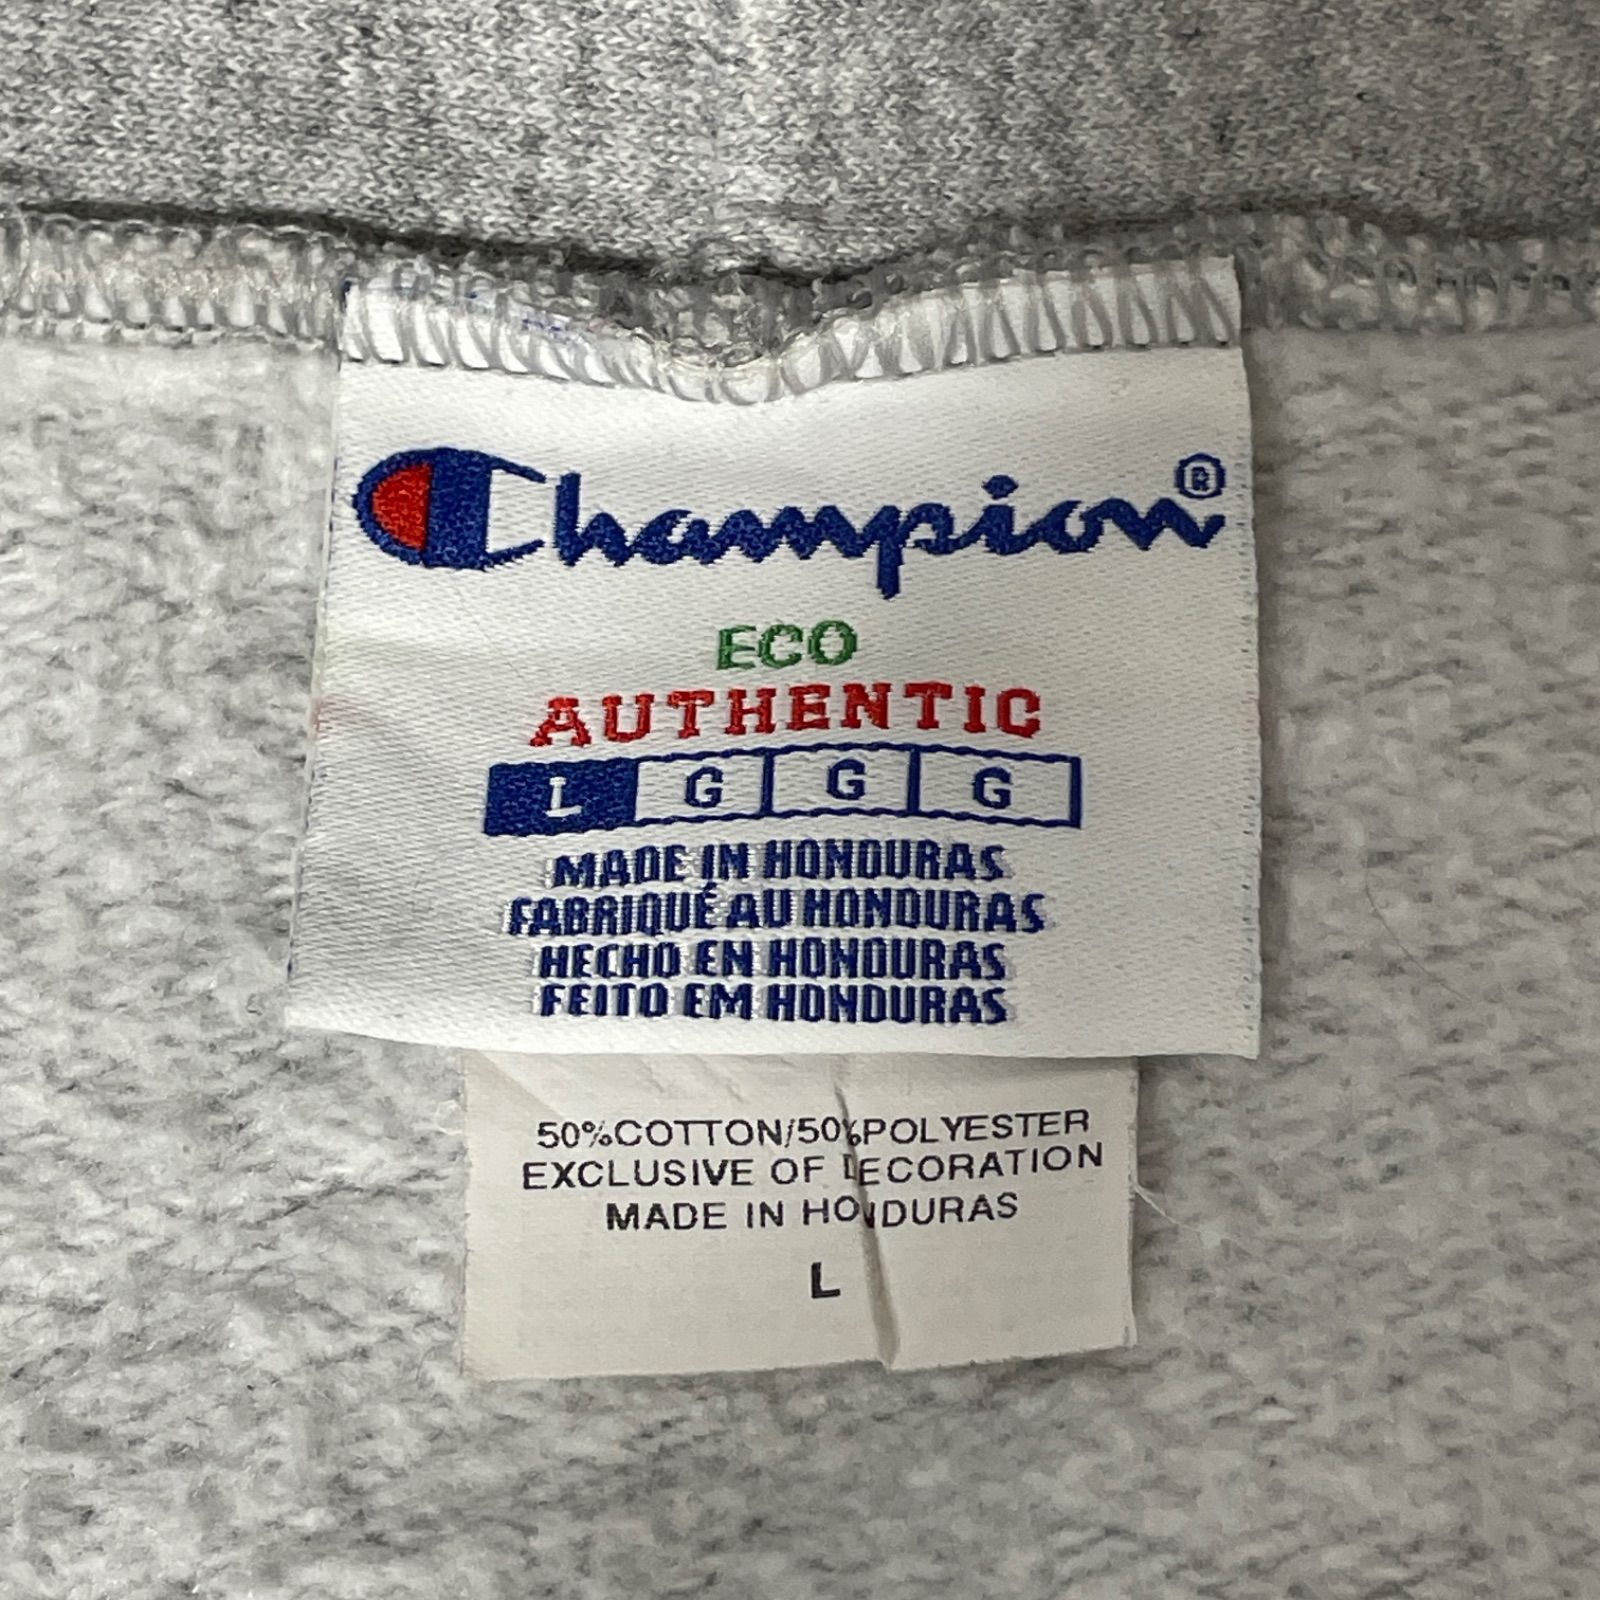 Champion®
ECO
AUTHENTIC
L G G G
MADE IN HONDURAS
FABRIQUÉ AU HONDURAS
HECHO EN HONDURAS
FEITO EM HONDURAS
50%COTTON/50%POLYESTER
EXCLUSIVE OF DECORATION
MADE IN HONDURAS
L